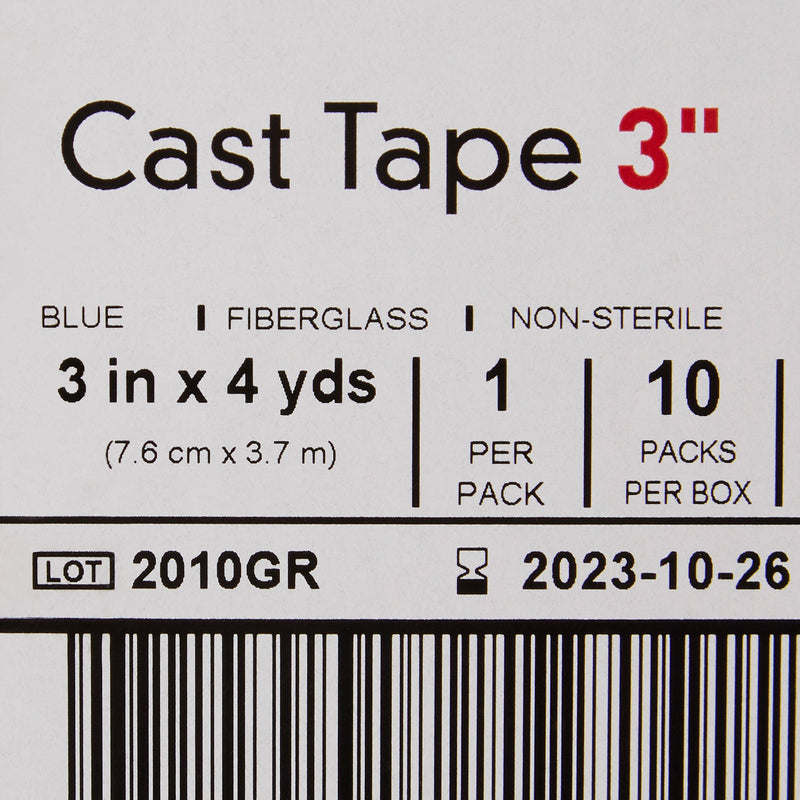 Cast Tape 3"
BLUE | FIBERGLASS | NON-STERILE
3 in x 4 yds | 1 | 10
(7.6 cm x 3.7 m) PER PACKS
PACK PER BOX
LOT 2010GR 2023-10-26